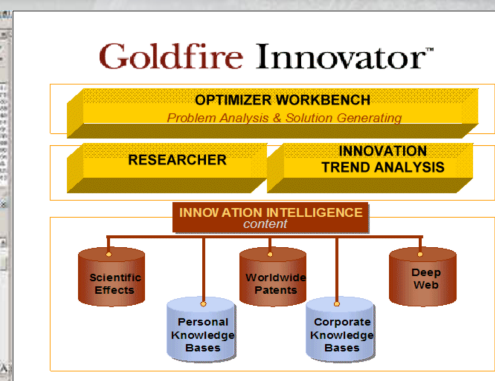 Goldfire Innovator™
OPTIMIZER WORKBENCH
Problem Analysis & Solution Generating
RESEARCHER
INNOVATION
TREND ANALYSIS
INNOVATION INTELLIGENCE
content
Scientific
Effects
Worldwide
Patents
Deep
Web
Personal
Knowledge
Bases
Corporate
Knowledge
Bases